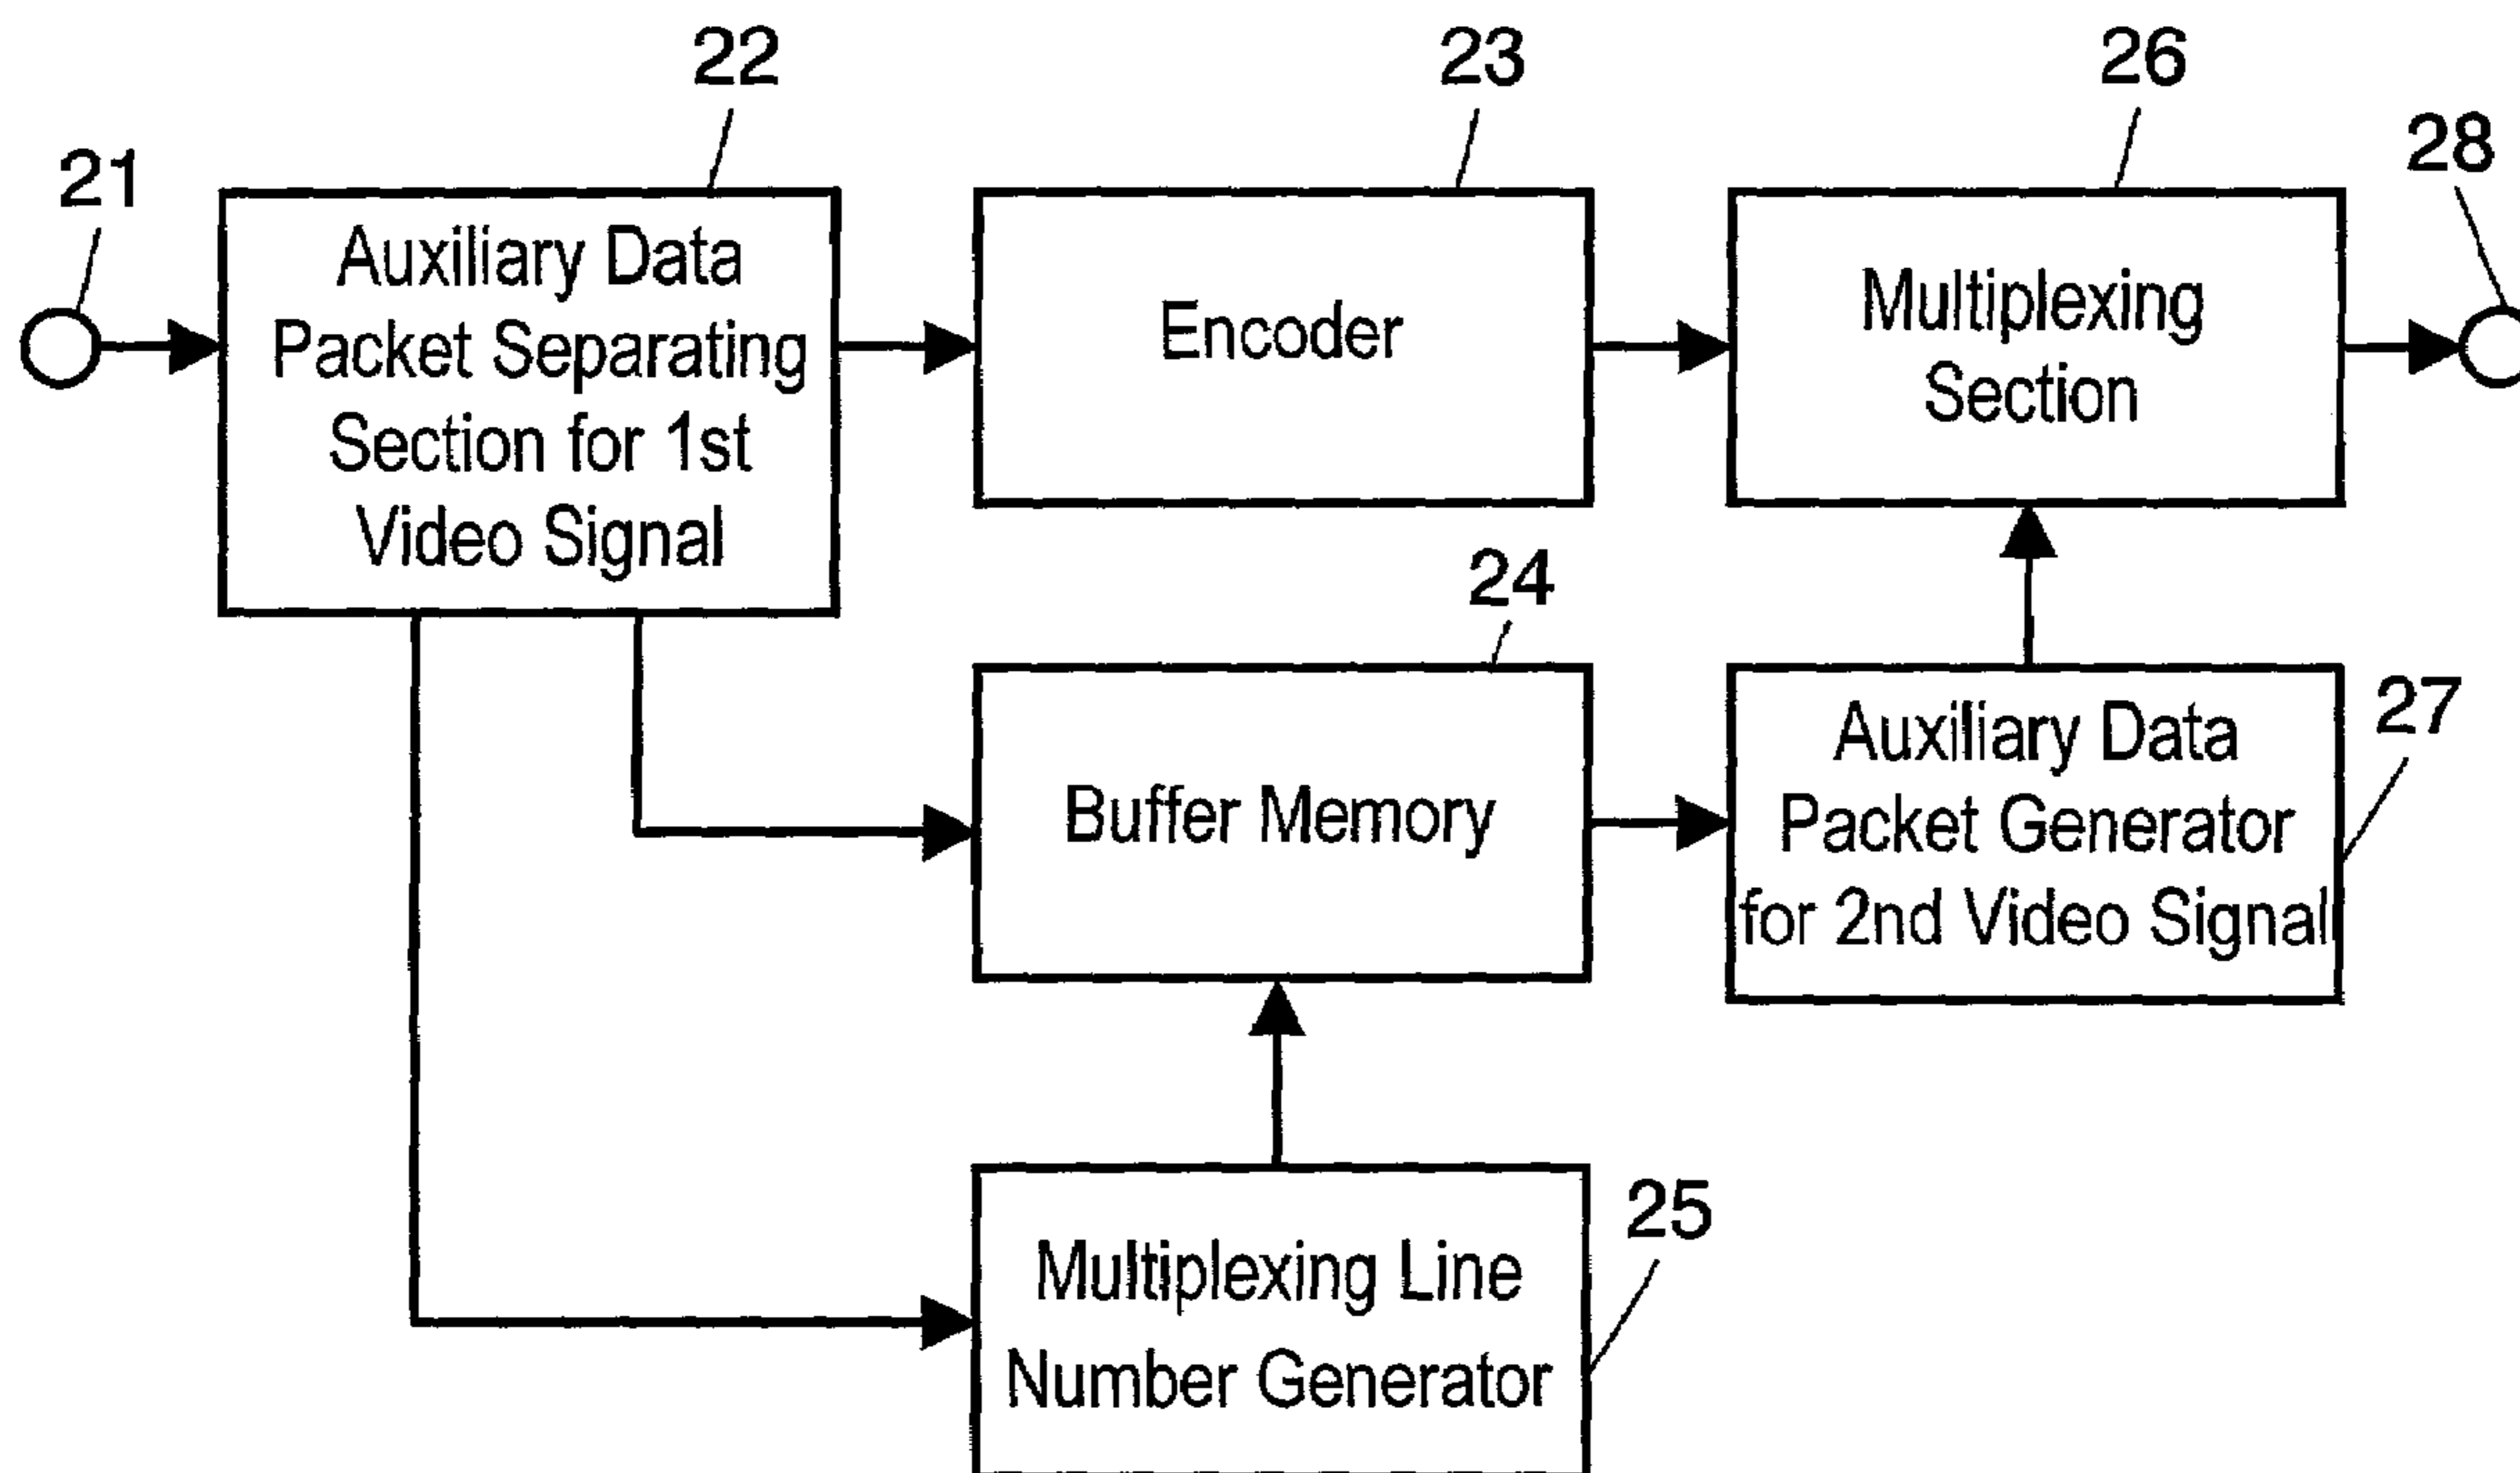 22
23
26
28
21
Auxiliary Data
Packet Separating
Section for 1st
Video Signal
Encoder
Multiplexing
Section
24
27
Buffer Memory
Auxiliary Data
Packet Generator
for 2nd Video Signal
25
Multiplexing Line
Number Generator